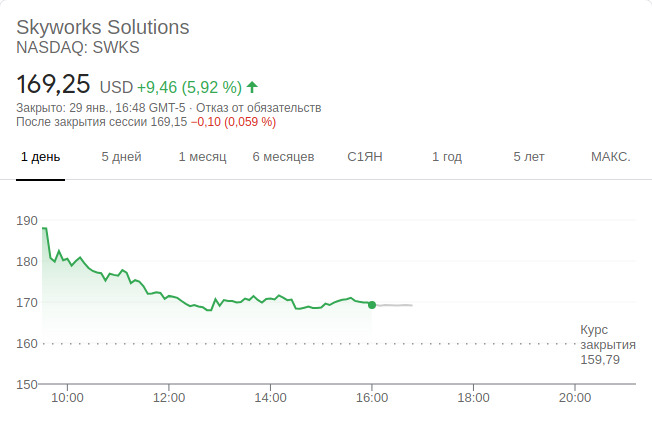 Skyworks Solutions
NASDAQ: SWKS
169,25 USD +9,46 (5,92 %)
Закрыто: 29 янв., 16:48 GMT-5 · Отказ от обязательств
После закрытия сессии 169,15 −0,10 (0,059 %)
1 день 5 дней 1 месяц 6 месяцев С1ЯН 1 год 5 лет МАКС.
190
180
170
160
150
Курс
закрытия
159,79
10:00 12:00 14:00 16:00 18:00 20:00